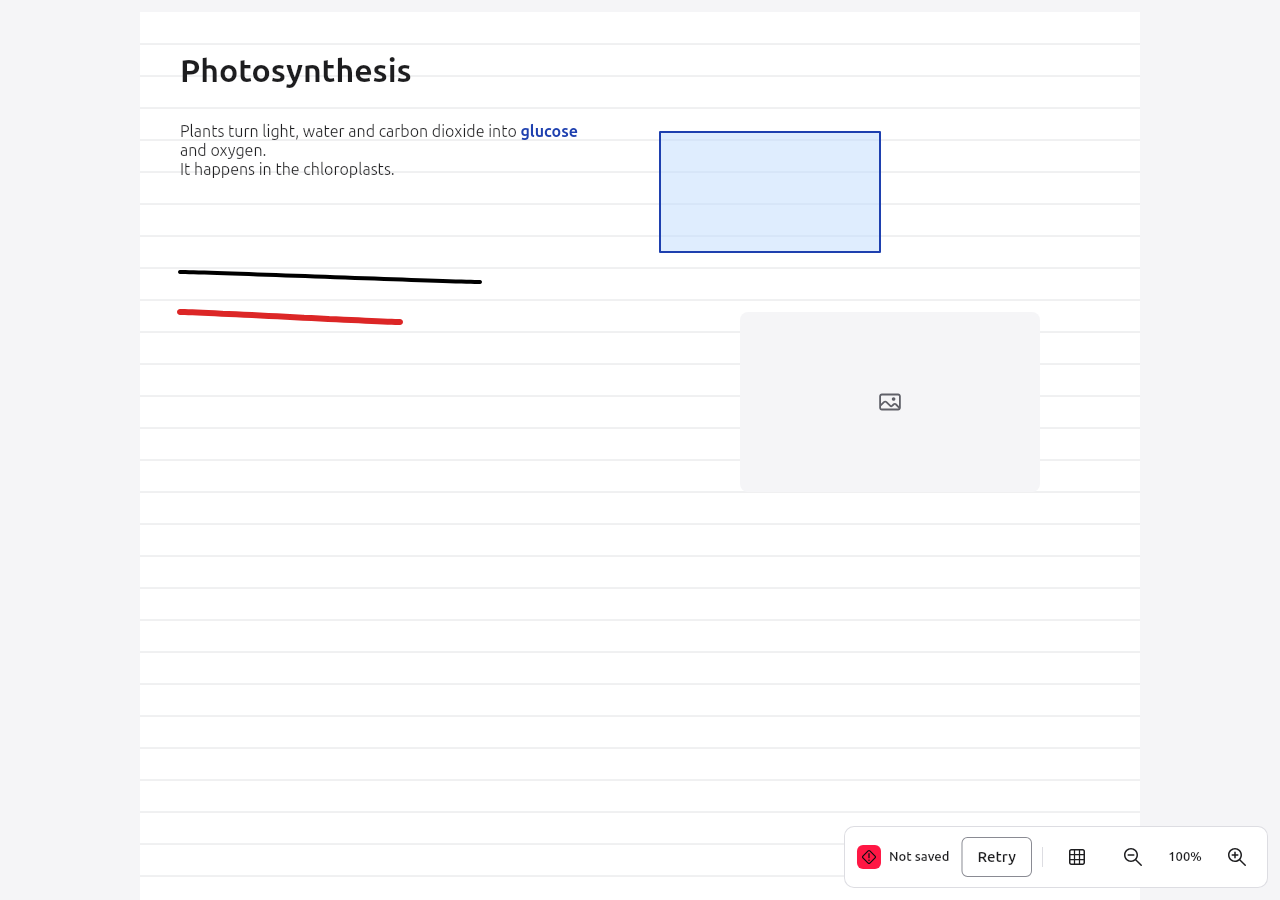 Photosynthesis
Plants turn light, water and carbon dioxide into glucose
and oxygen.
It happens in the chloroplasts.
Not saved
Retry
100%